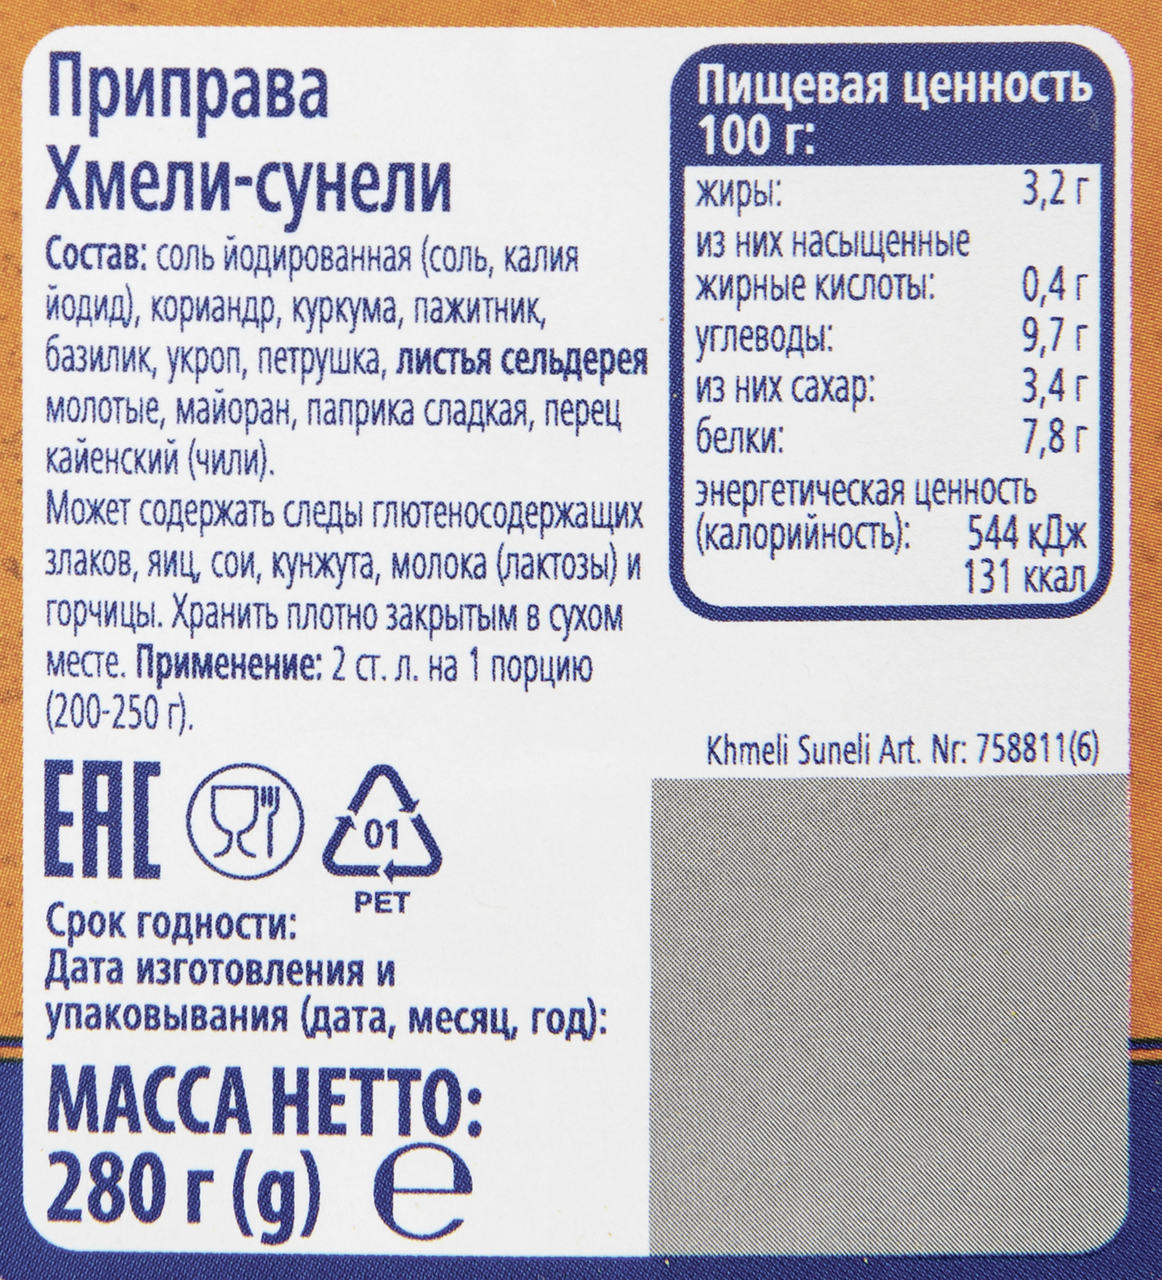 Приправа
Хмели-сунели
Состав: соль йодированная (соль, калия
йодид), кориандр, куркума, пажитник,
базилик, укроп, петрушка, листья сельдерея
молотые, майоран, паприка сладкая, перец
кайенский (чили).
Может содержать следы глютеносодержащих
злаков, яиц, сои, кунжута, молока (лактозы) и
горчицы. Хранить плотно закрытым в сухом
месте. Применение: 2 ст. л. на 1 порцию
(200-250 г).
EAC
01
PET
Срок годности:
Дата изготовления и
упаковывания (дата, месяц, год):
МАССА НЕТТО:
280 г (g) e
Пищевая ценность
100 г:
жиры: 3,2 г
из них насыщенные
жирные кислоты: 0,4 г
углеводы: 9,7 г
из них сахар: 3,4 г
белки: 7,8 г
энергетическая ценность
(калорийность): 544 кДж
131 ккал
Khmeli Suneli Art. Nr: 758811(6)